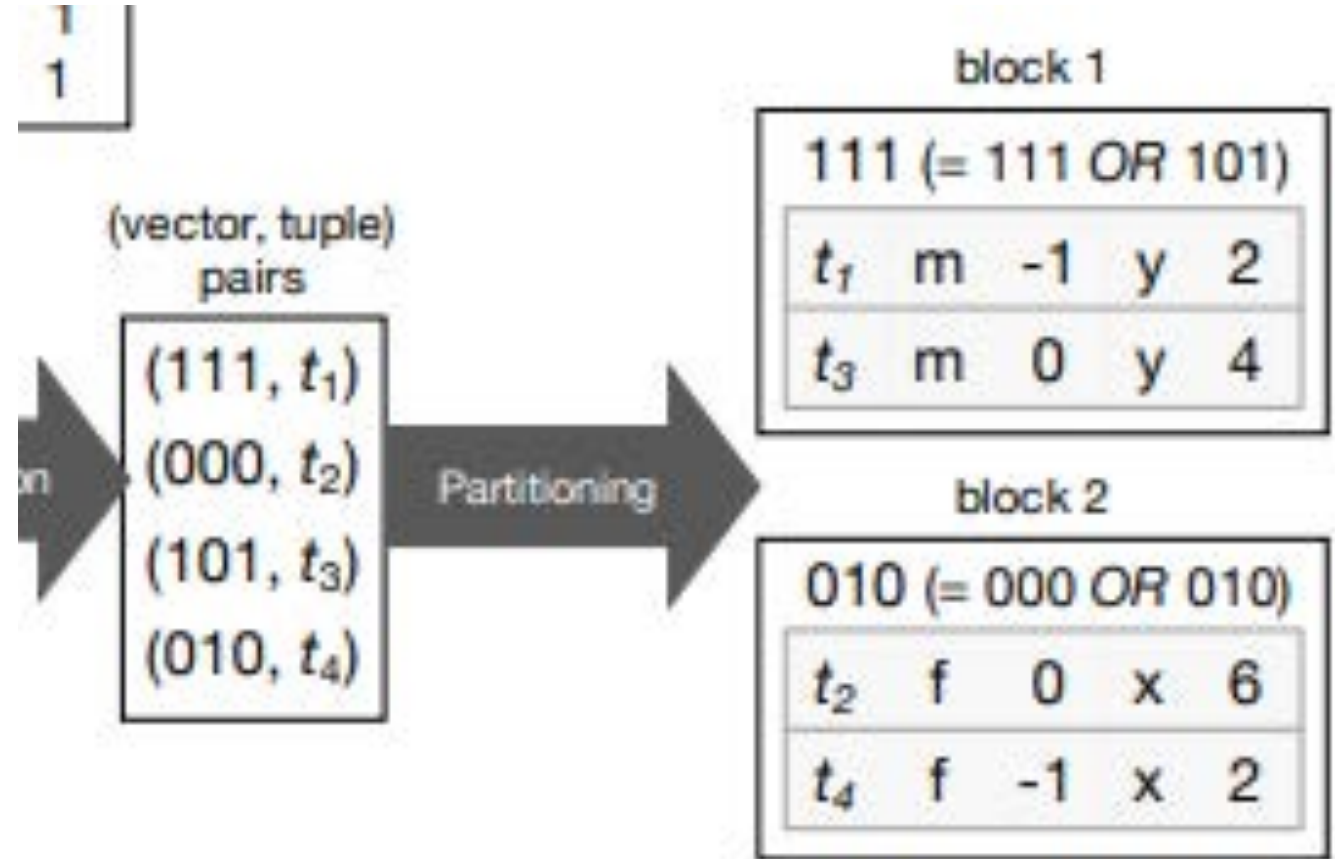 1
1
(vector, tuple)
pairs
(111, t₁)
(000, t₂)
(101, t₃)
(010, t₄)
on
Partitioning
block 1
111 (= 111 OR 101)
t₁ m -1 y 2
t₃ m 0 y 4
block 2
010 (= 000 OR 010)
t₂ f 0 x 6
t₄ f -1 x 2